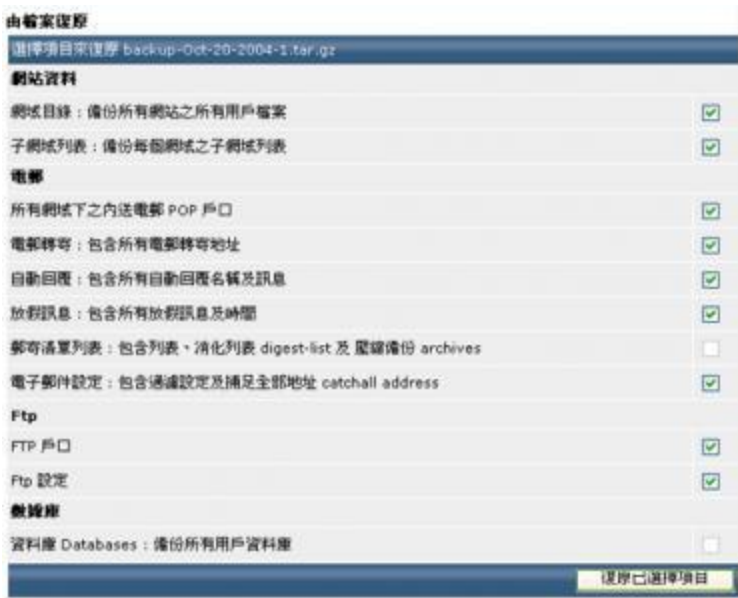 由檔案復原
選擇項目來復原 backup-Oct-20-2004-1.tar.gz
網站資料
網域目錄：備份所有網站之所有用戶檔案
子網域列表：備份每個網域之子網域列表
電郵
所有網域下之內送電郵 POP 戶口
電郵轉寄：包含所有電郵轉寄地址
自動回覆：包含所有自動回覆名稱及訊息
放假訊息：包含所有放假訊息及時間
郵寄清單列表：包含列表、消化列表 digest-list 及 壓縮備份 archives
電子郵件設定：包含過濾設定及捕足全部地址 catchall address
Ftp
FTP 戶口
Ftp 設定
數據庫
資料庫 Databases：備份所有用戶資料庫
復原已選擇項目